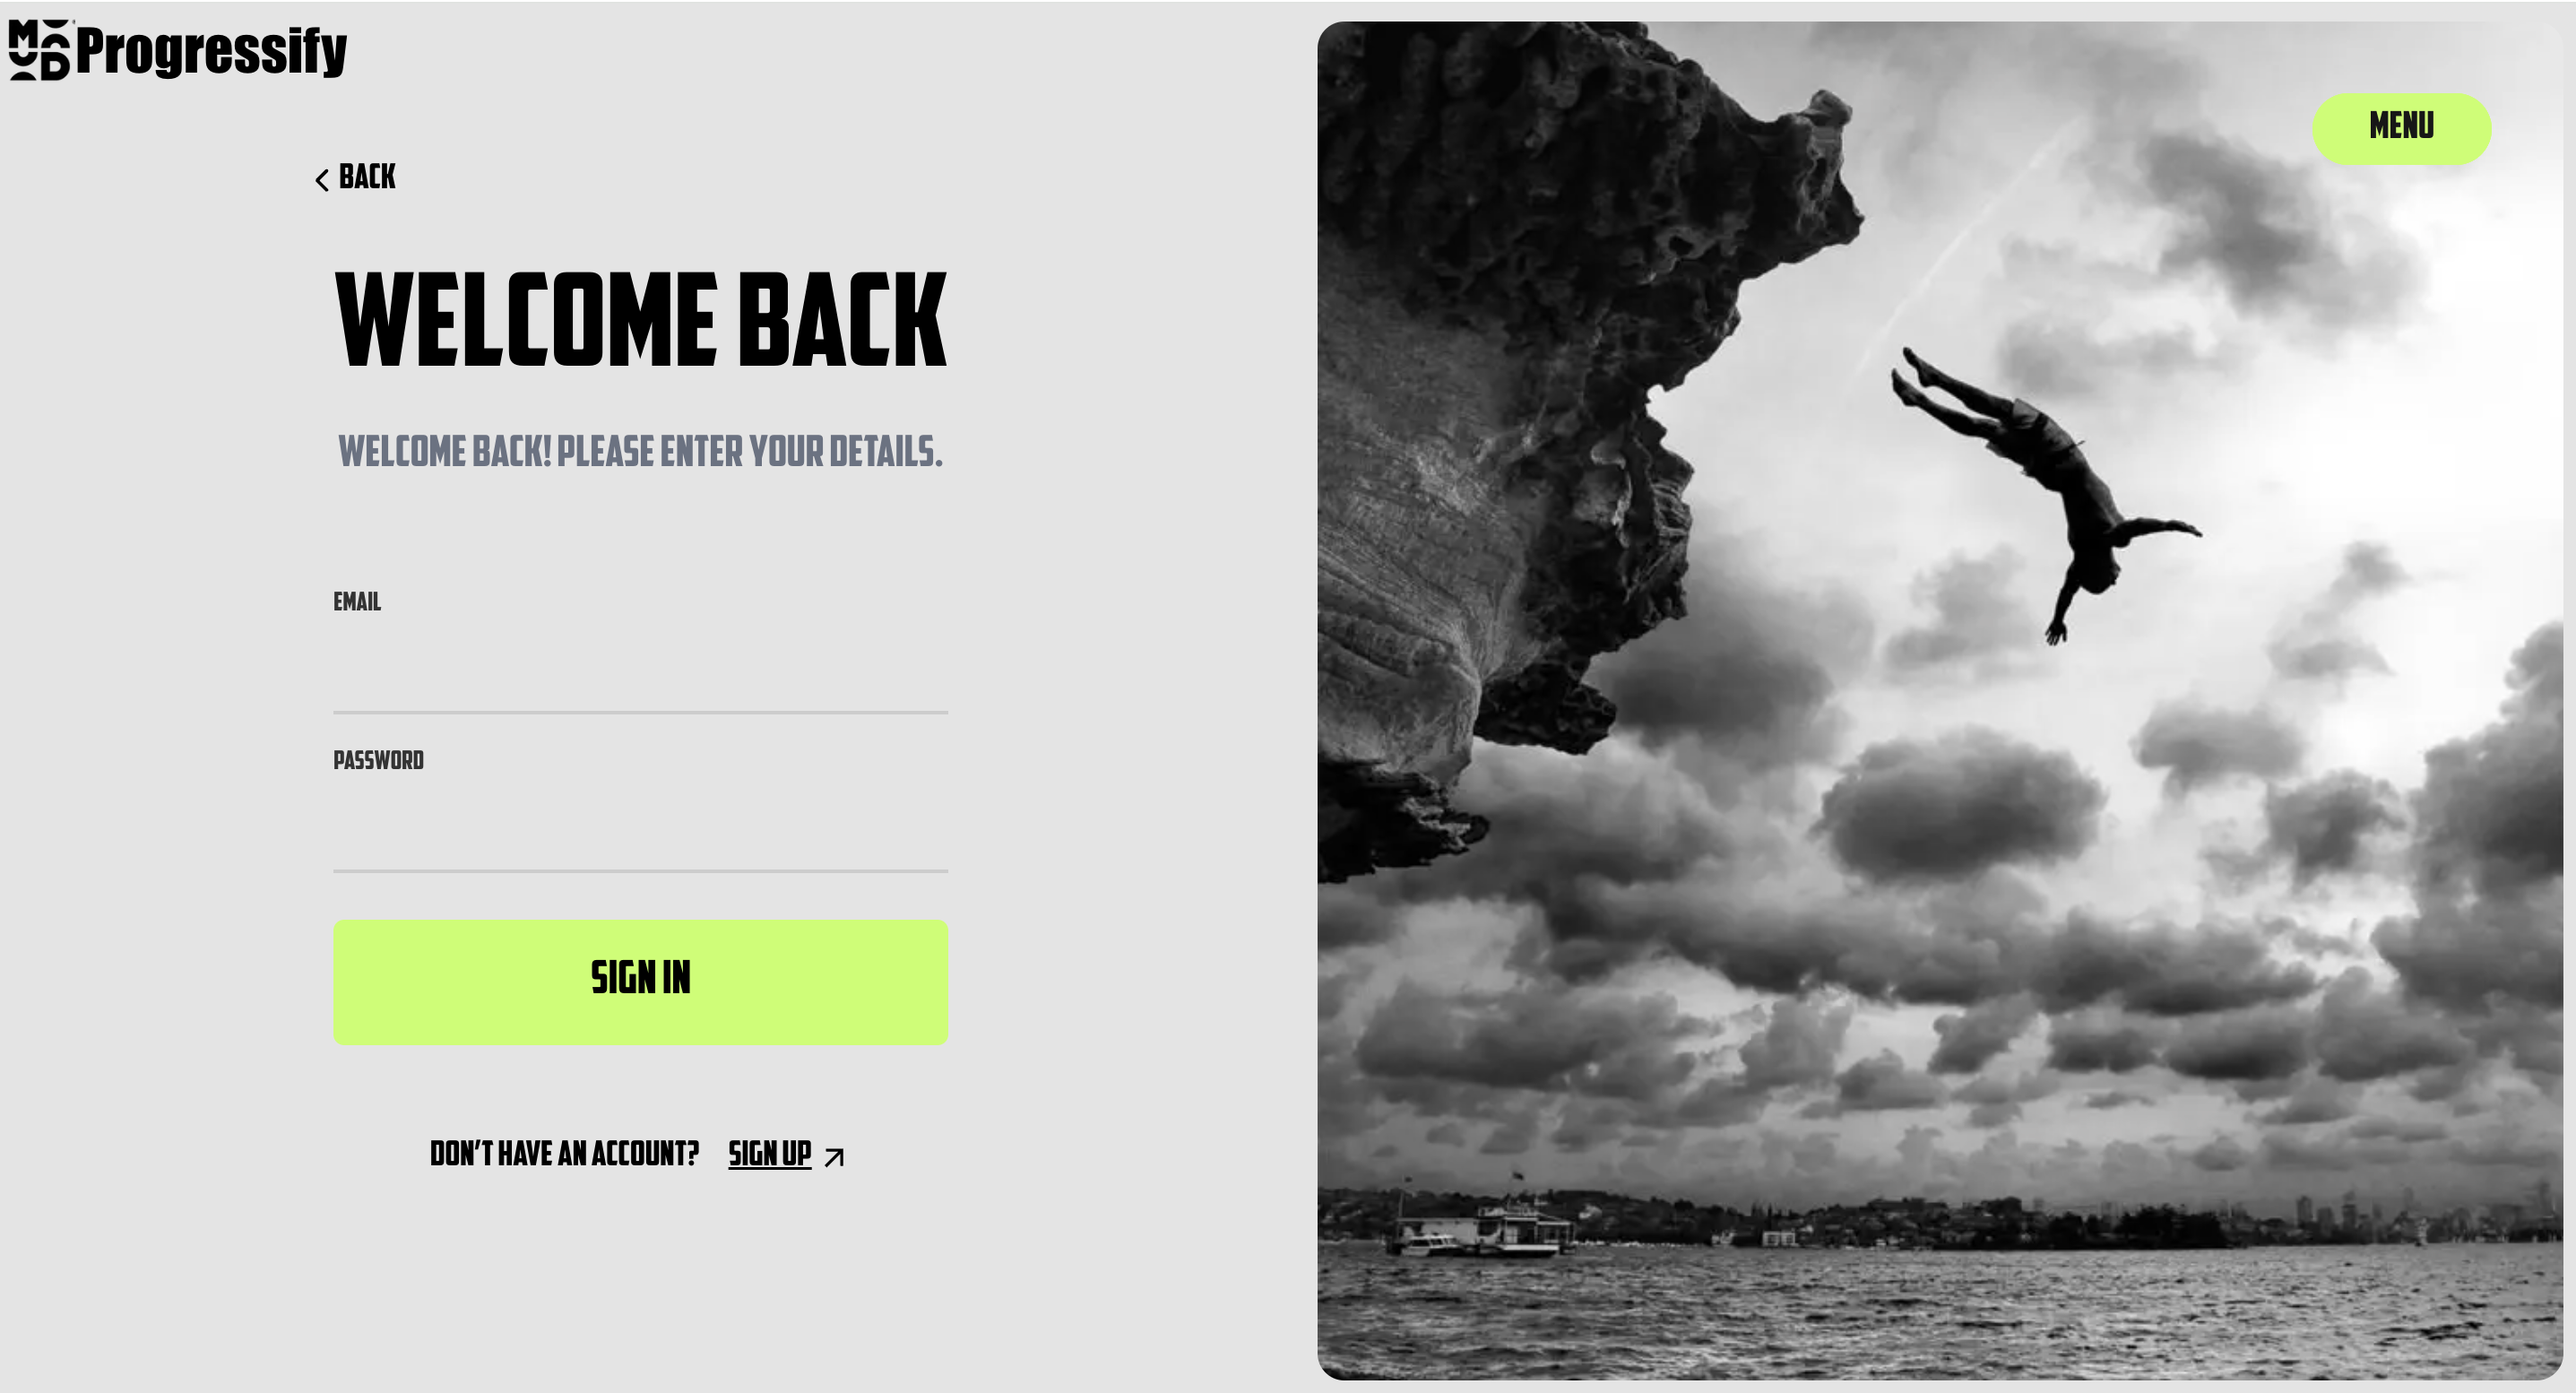 Progressify
MENU
BACK
WELCOME BACK
WELCOME BACK! PLEASE ENTER YOUR DETAILS.
EMAIL
PASSWORD
SIGN IN
DON'T HAVE AN ACCOUNT? SIGN UP